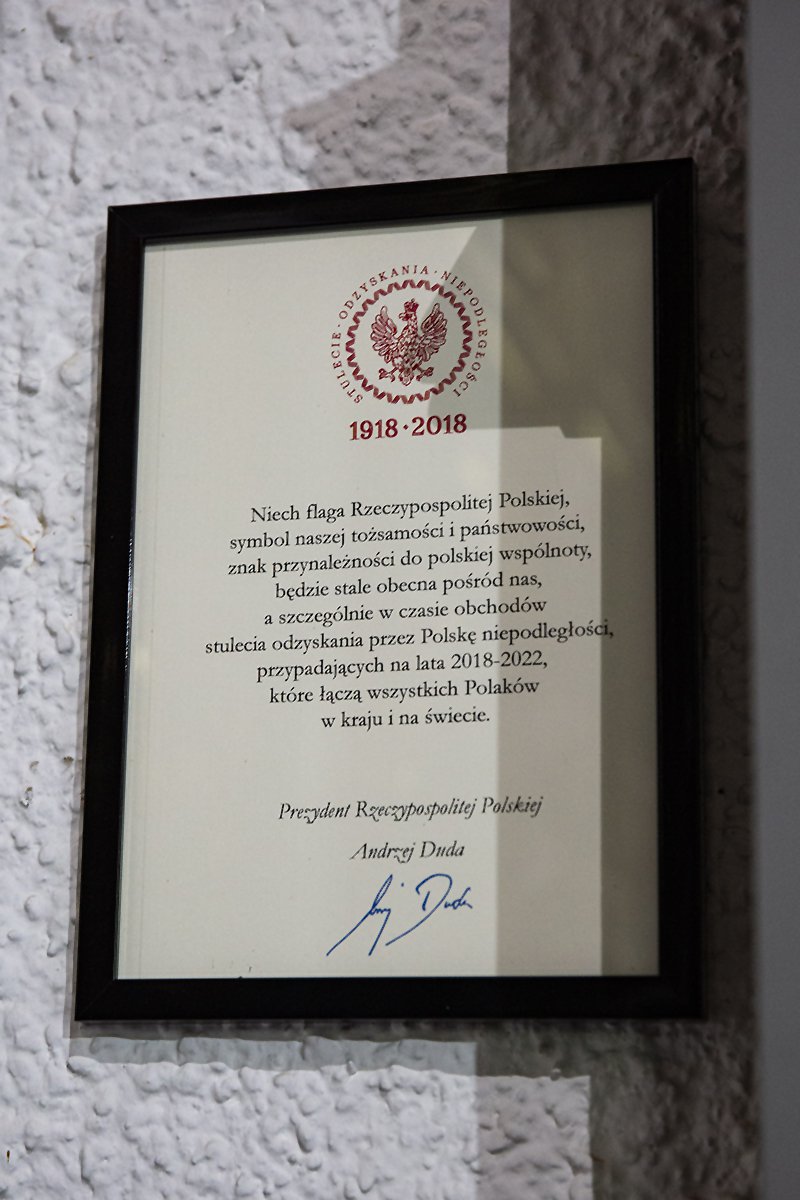 STULECIE · ODZYSKANIA · NIEPODLEGŁOŚCI
1918 · 2018
Niech flaga Rzeczypospolitej Polskiej,
symbol naszej tożsamości i państwowości,
znak przynależności do polskiej wspólnoty,
będzie stale obecna pośród nas,
a szczególnie w czasie obchodów
stulecia odzyskania przez Polskę niepodległości,
przypadających na lata 2018-2022,
które łączą wszystkich Polaków
w kraju i na świecie.
Prezydent Rzeczypospolitej Polskiej
Andrzej Duda